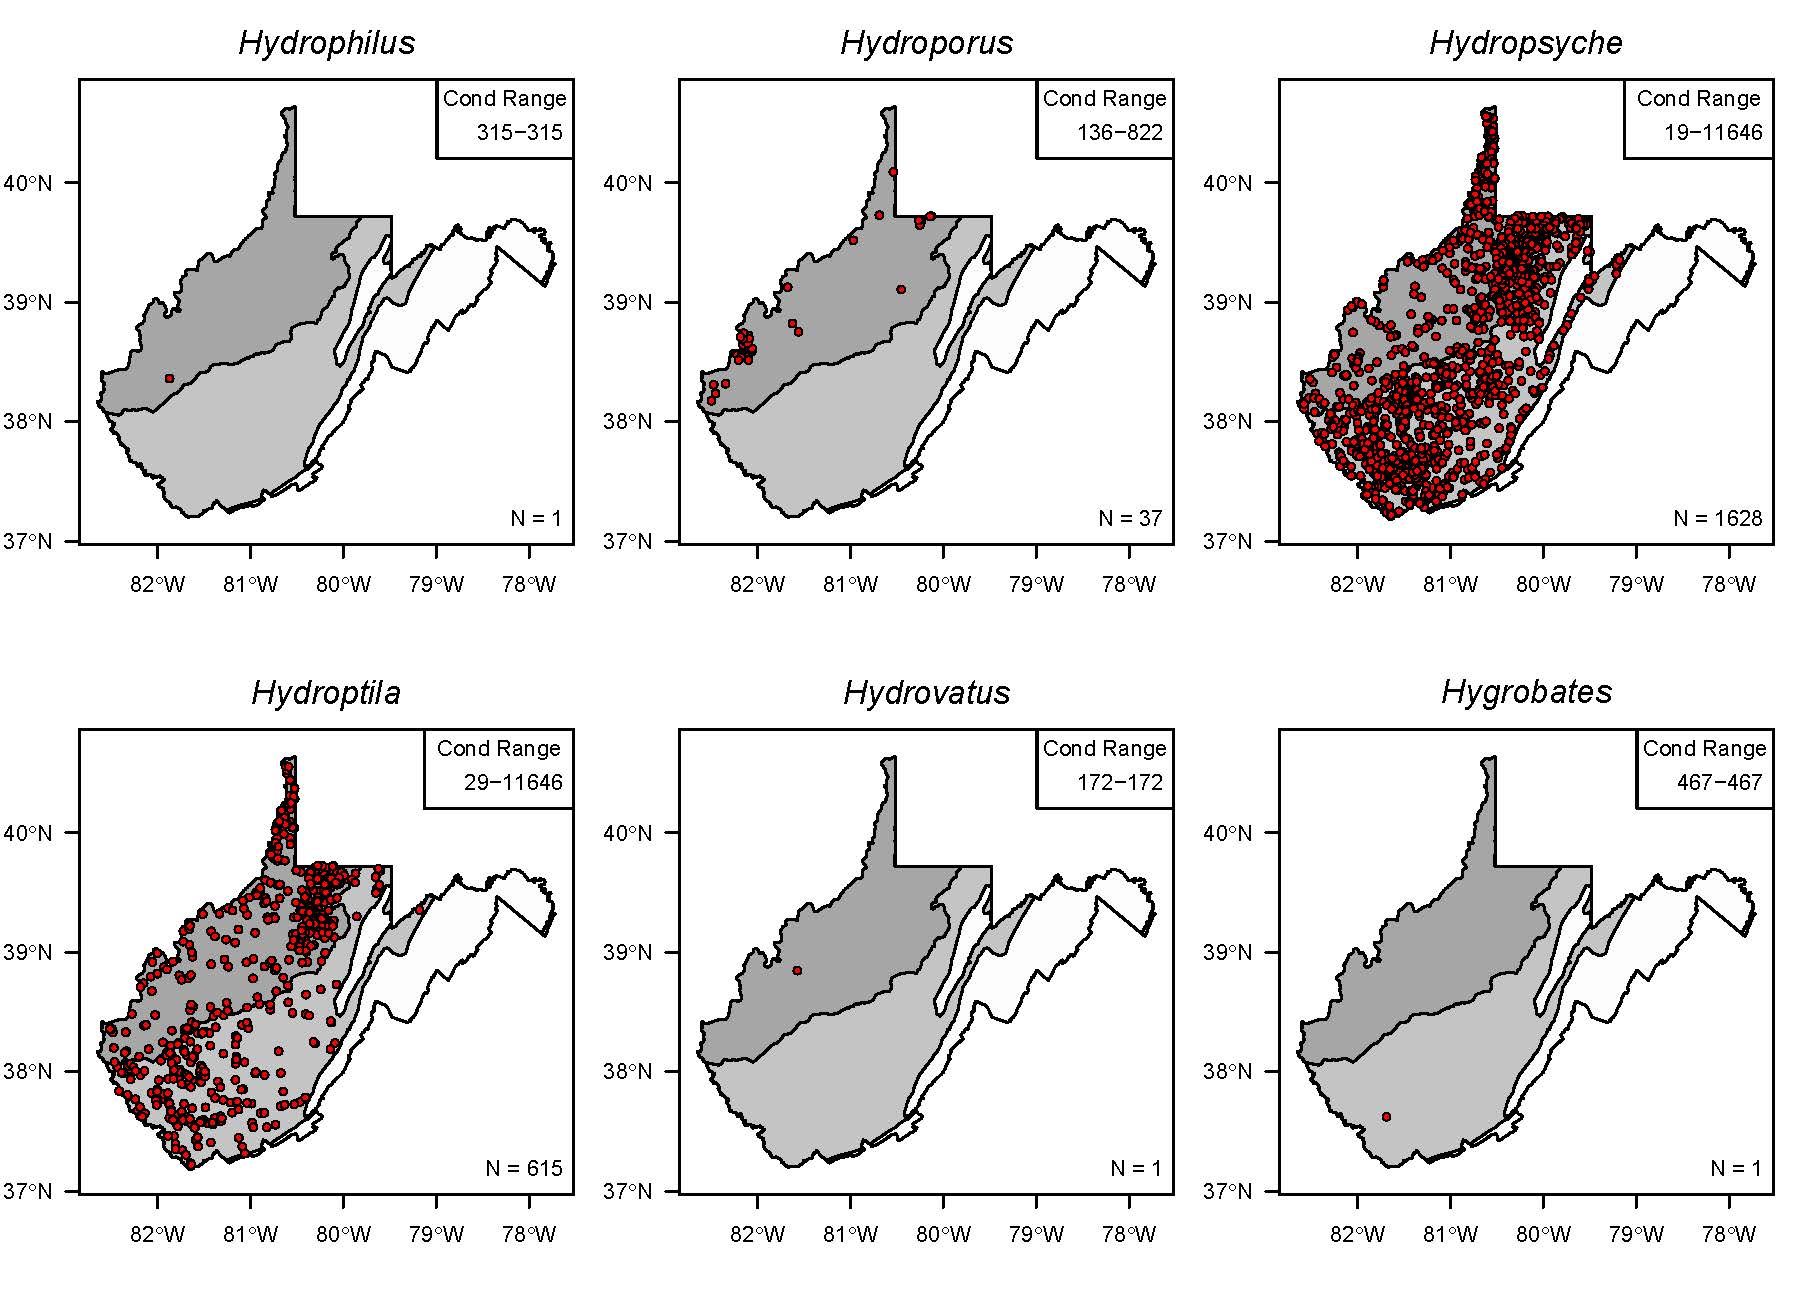 Hydrophilus
Hydroporus
Hydropsyche
Cond Range
315−315
Cond Range
136−822
Cond Range
19−11646
40°N
39°N
38°N
37°N
40°N
39°N
38°N
37°N
40°N
39°N
38°N
37°N
N = 1
N = 37
N = 1628
82°W 81°W 80°W 79°W 78°W
82°W 81°W 80°W 79°W 78°W
82°W 81°W 80°W 79°W 78°W
Hydroptila
Hydrovatus
Hygrobates
Cond Range
29−11646
Cond Range
172−172
Cond Range
467−467
40°N
39°N
38°N
37°N
40°N
39°N
38°N
37°N
40°N
39°N
38°N
37°N
N = 615
N = 1
N = 1
82°W 81°W 80°W 79°W 78°W
82°W 81°W 80°W 79°W 78°W
82°W 81°W 80°W 79°W 78°W